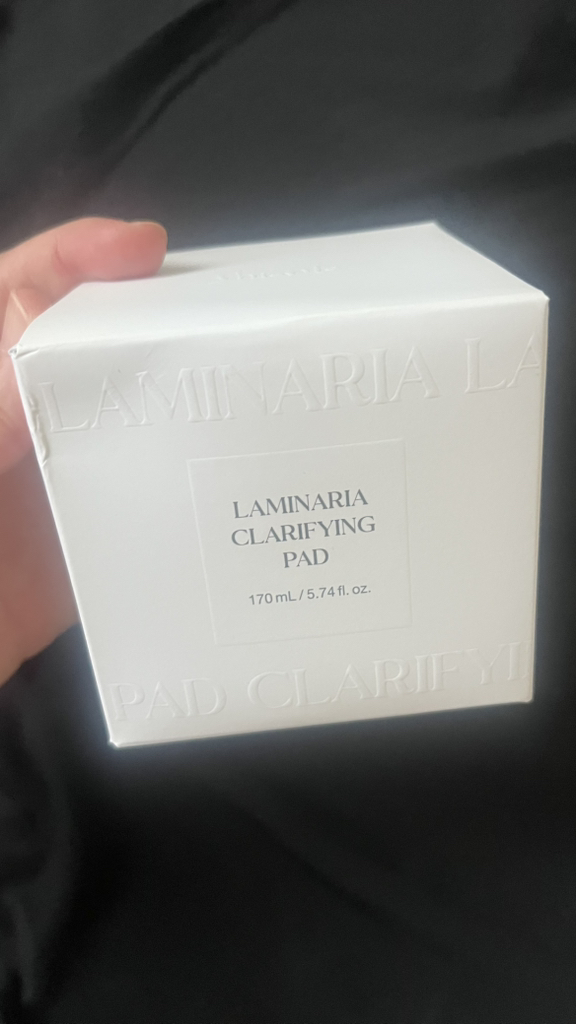 LAMINARIA LA
LAMINARIA
CLARIFYING
PAD
170 mL / 5.74 fl. oz.
PAD CLARIFYI